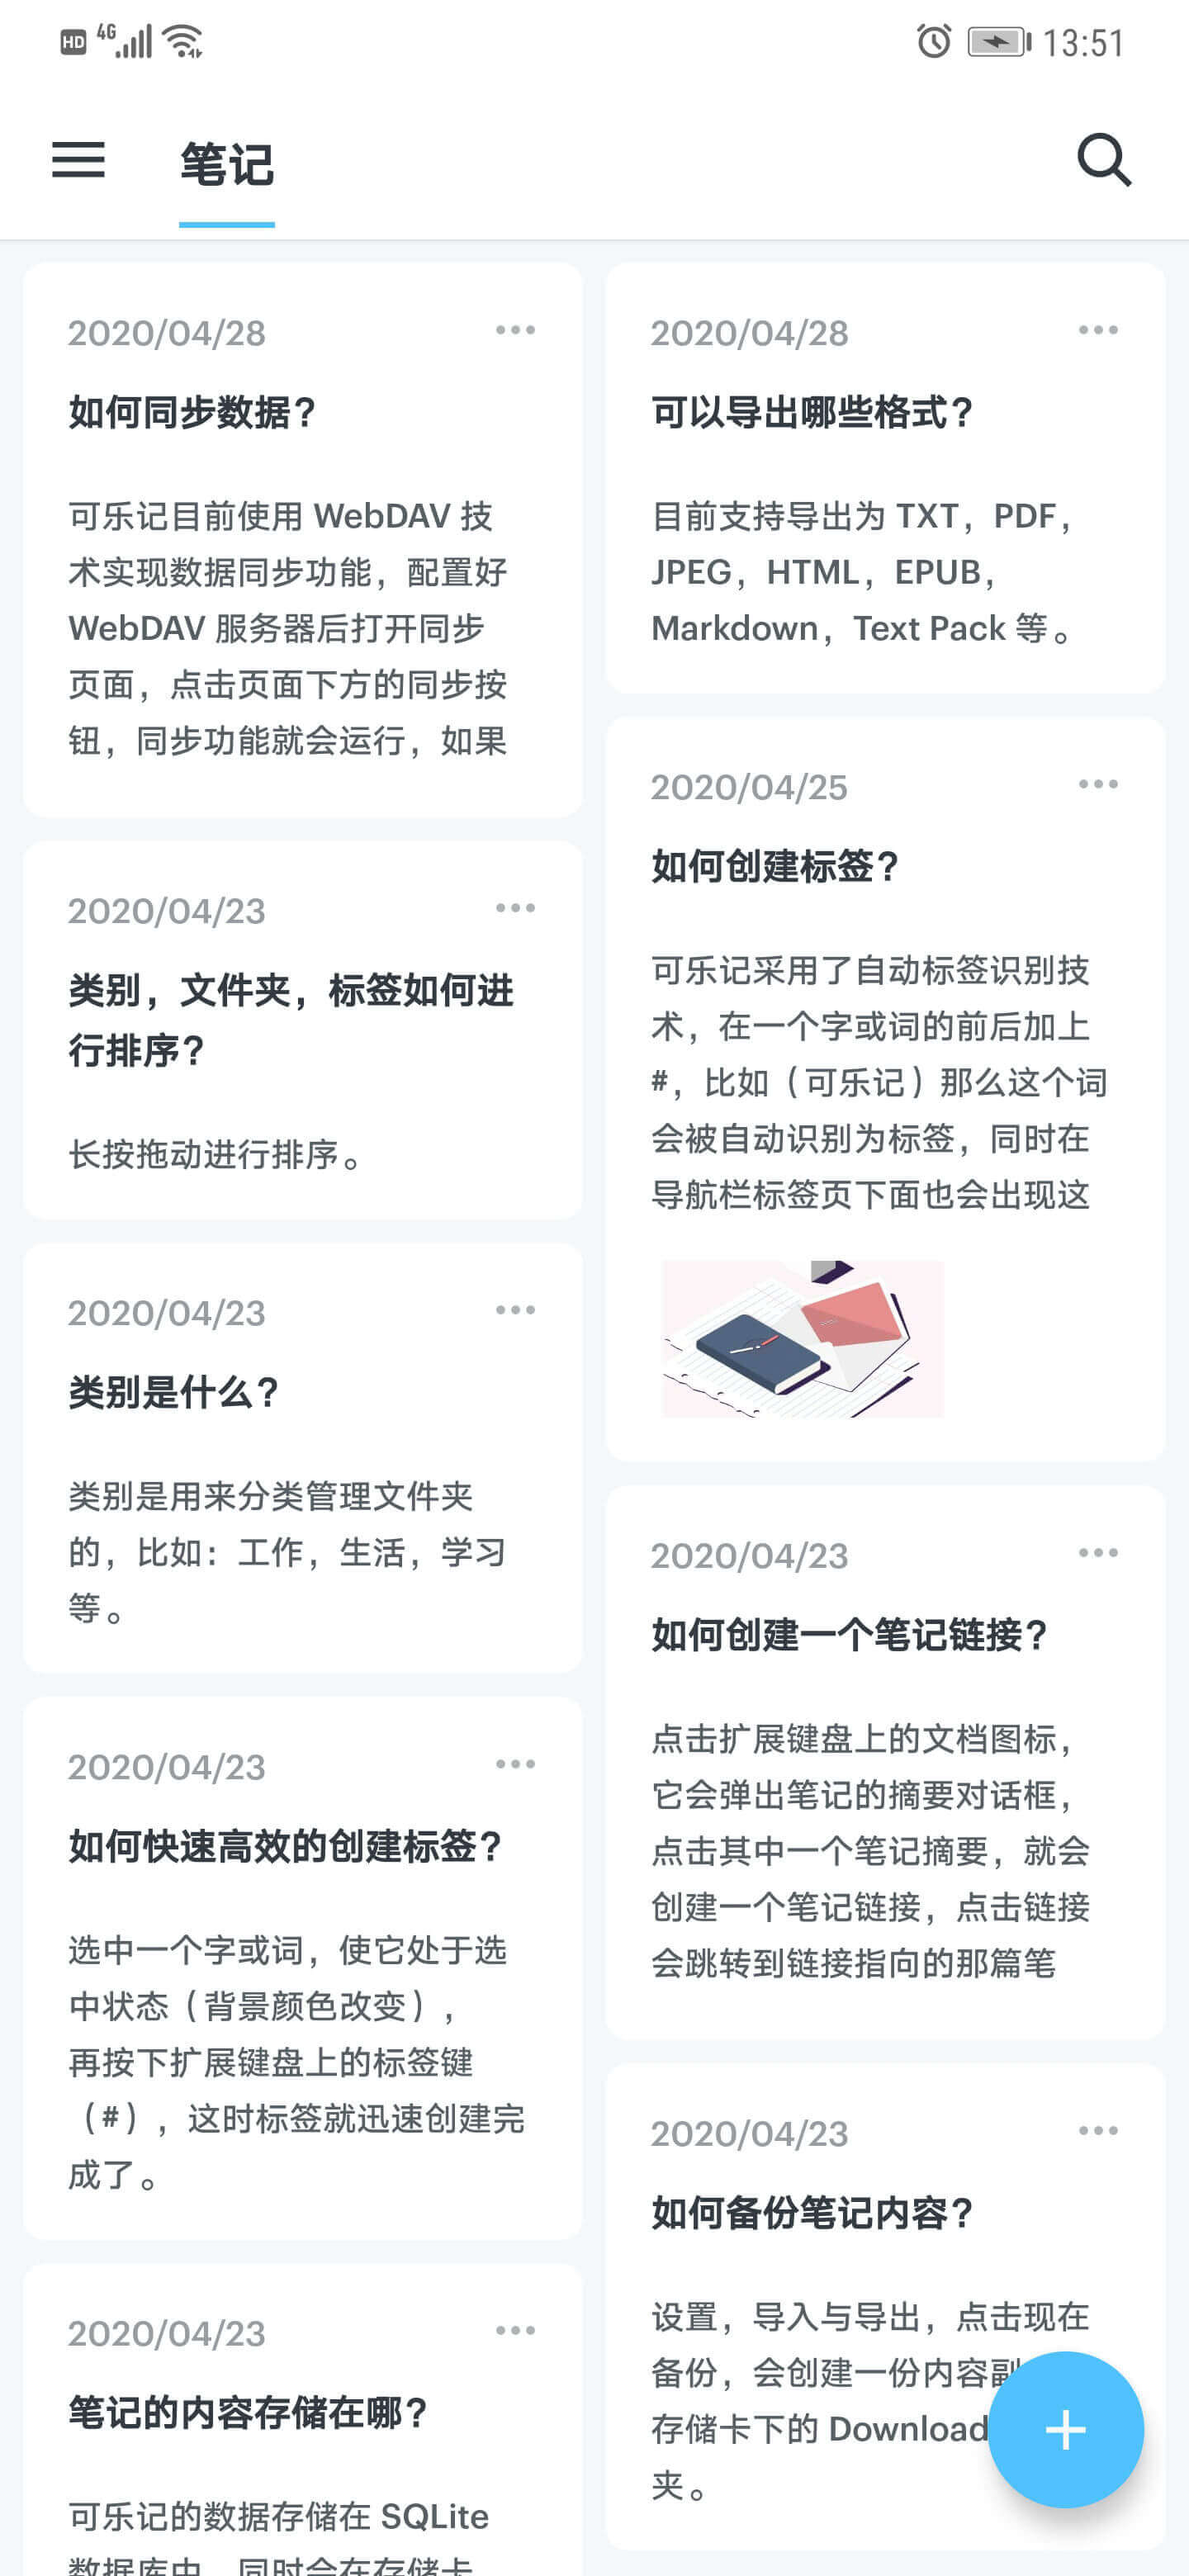 HD 4G 13:51
笔记
2020/04/28
如何同步数据？
可乐记目前使用 WebDAV 技
术实现数据同步功能，配置好
WebDAV 服务器后打开同步
页面，点击页面下方的同步按
钮，同步功能就会运行，如果
2020/04/23
类别，文件夹，标签如何进
行排序？
长按拖动进行排序。
2020/04/23
类别是什么？
类别是用来分类管理文件夹
的，比如：工作，生活，学习
等。
2020/04/23
如何快速高效的创建标签？
选中一个字或词，使它处于选
中状态（背景颜色改变），
再按下扩展键盘上的标签键
（#），这时标签就迅速创建完
成了。
2020/04/23
笔记的内容存储在哪？
可乐记的数据存储在 SQLite
数据库中，同时会在存储卡
2020/04/28
可以导出哪些格式？
目前支持导出为 TXT，PDF，
JPEG，HTML，EPUB，
Markdown，Text Pack 等。
2020/04/25
如何创建标签？
可乐记采用了自动标签识别技
术，在一个字或词的前后加上
#，比如（可乐记）那么这个词
会被自动识别为标签，同时在
导航栏标签页下面也会出现这
2020/04/23
如何创建一个笔记链接？
点击扩展键盘上的文档图标，
它会弹出笔记的摘要对话框，
点击其中一个笔记摘要，就会
创建一个笔记链接，点击链接
会跳转到链接指向的那篇笔
2020/04/23
如何备份笔记内容？
设置，导入与导出，点击现在
备份，会创建一份内容副
存储卡下的 Download
夹。